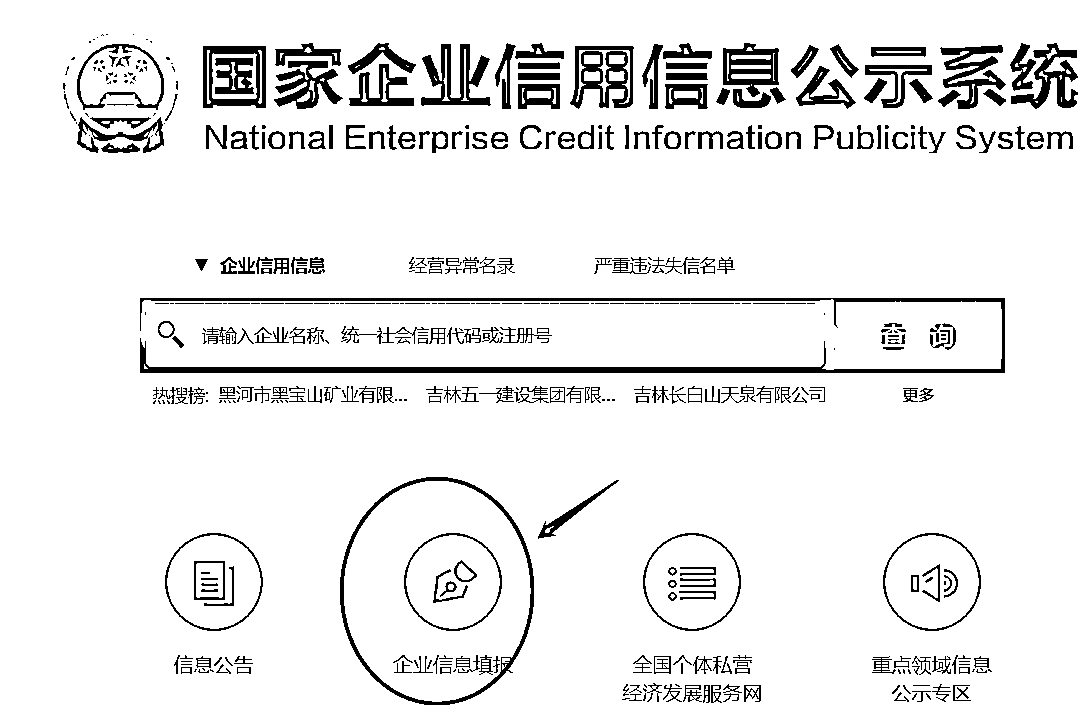 国家企业信用信息公示系统
National Enterprise Credit Information Publicity System
▼ 企业信用信息 经营异常名录 严重违法失信名单
请输入企业名称、统一社会信用代码或注册号 查询
热搜榜: 黑河市黑宝山矿业有限... 吉林五一建设集团有限... 吉林长白山天泉有限公司 更多
信息公告 企业信息填报 全国个体私营 重点领域信息
经济发展服务网 公示专区